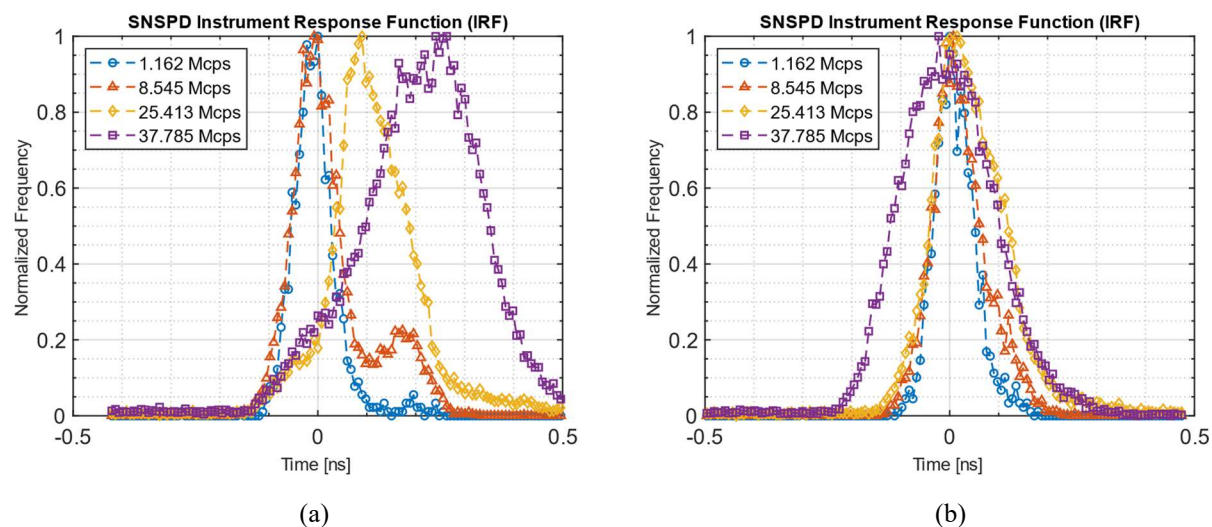 SNSPD Instrument Response Function (IRF)
1
0.8
0.6
0.4
0.2
0
Normalized Frequency
1.162 Mcps
8.545 Mcps
25.413 Mcps
37.785 Mcps
-0.5
0
0.5
Time [ns]
(a)
SNSPD Instrument Response Function (IRF)
1
0.8
0.6
0.4
0.2
0
Normalized Frequency
1.162 Mcps
8.545 Mcps
25.413 Mcps
37.785 Mcps
-0.5
0
0.5
Time [ns]
(b)